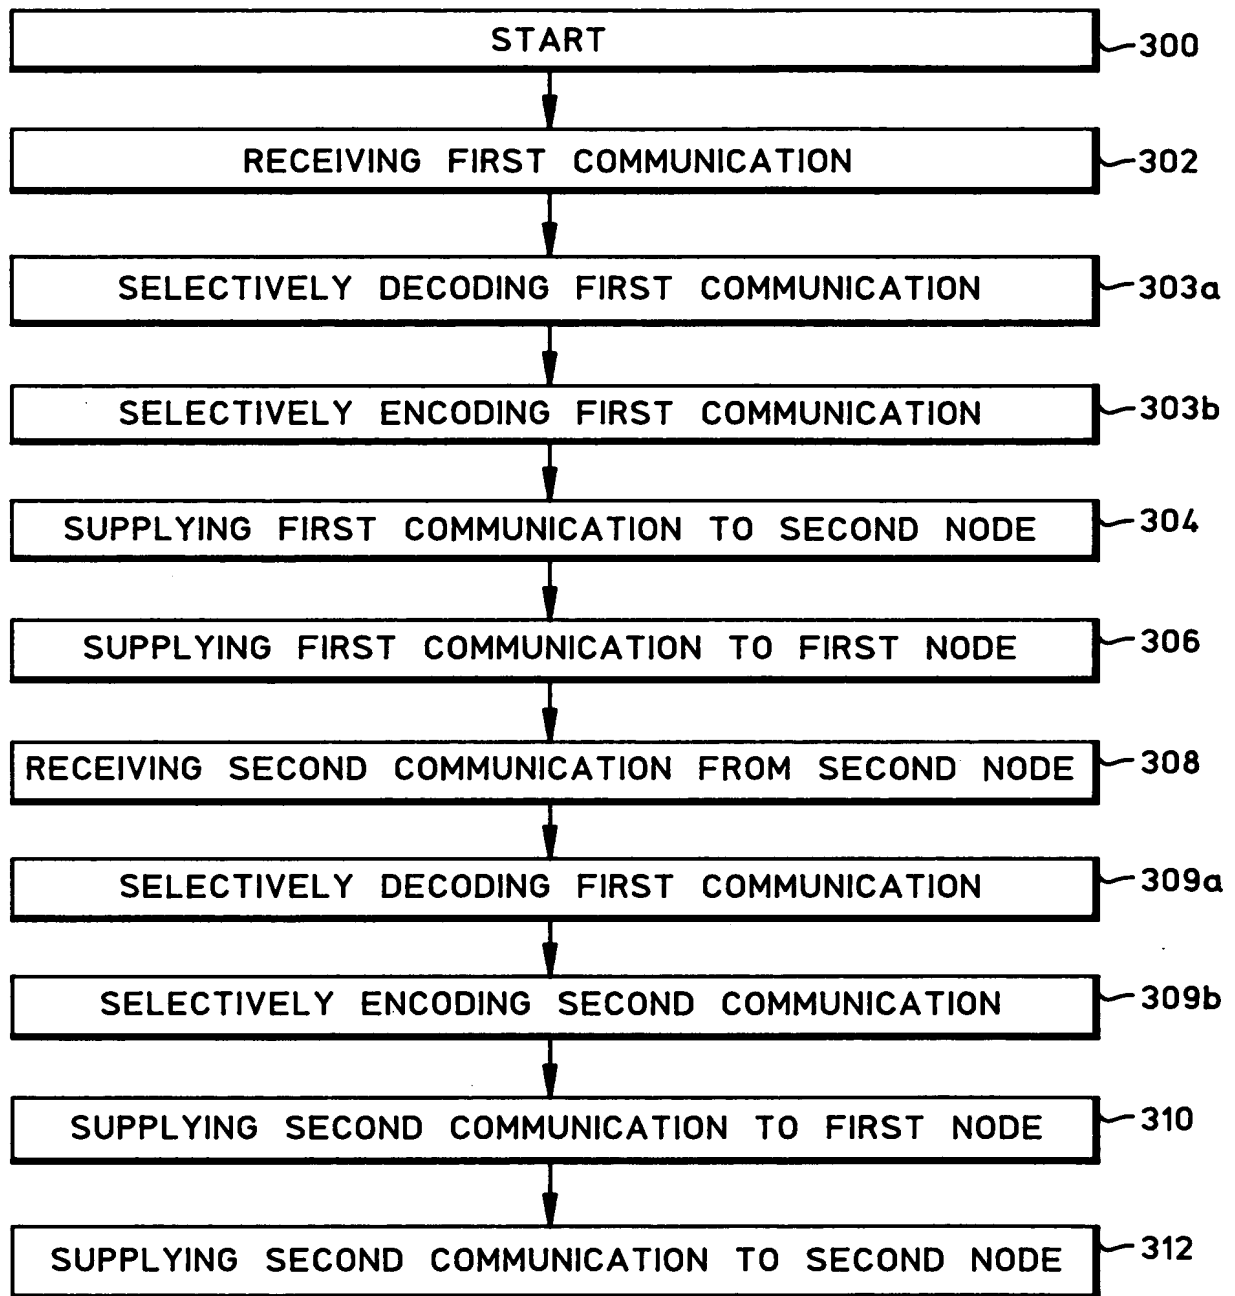 START
300
RECEIVING FIRST COMMUNICATION
302
SELECTIVELY DECODING FIRST COMMUNICATION
303a
SELECTIVELY ENCODING FIRST COMMUNICATION
303b
SUPPLYING FIRST COMMUNICATION TO SECOND NODE
304
SUPPLYING FIRST COMMUNICATION TO FIRST NODE
306
RECEIVING SECOND COMMUNICATION FROM SECOND NODE
308
SELECTIVELY DECODING FIRST COMMUNICATION
309a
SELECTIVELY ENCODING SECOND COMMUNICATION
309b
SUPPLYING SECOND COMMUNICATION TO FIRST NODE
310
SUPPLYING SECOND COMMUNICATION TO SECOND NODE
312